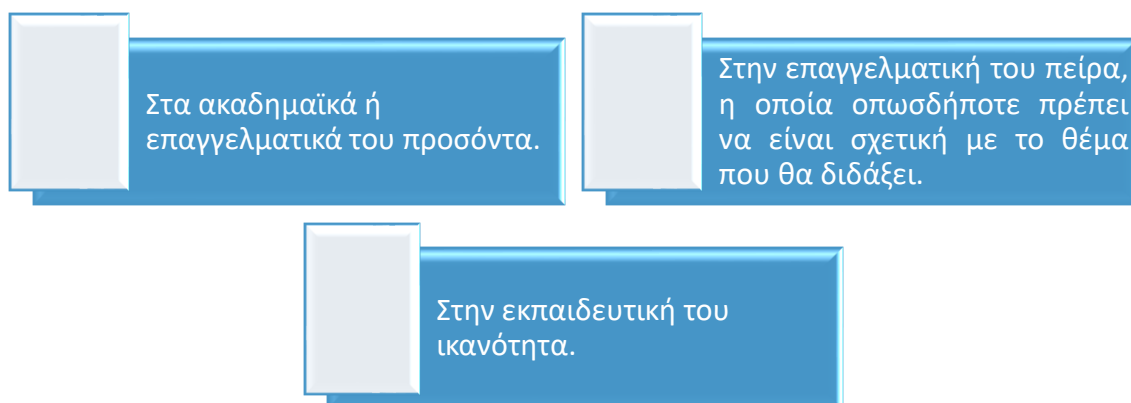 Στα ακαδημαϊκά ή
επαγγελματικά του προσόντα.
Στην επαγγελματική του πείρα,
η οποία οπωσδήποτε πρέπει
να είναι σχετική με το θέμα
που θα διδάξει.
Στην εκπαιδευτική του
ικανότητα.